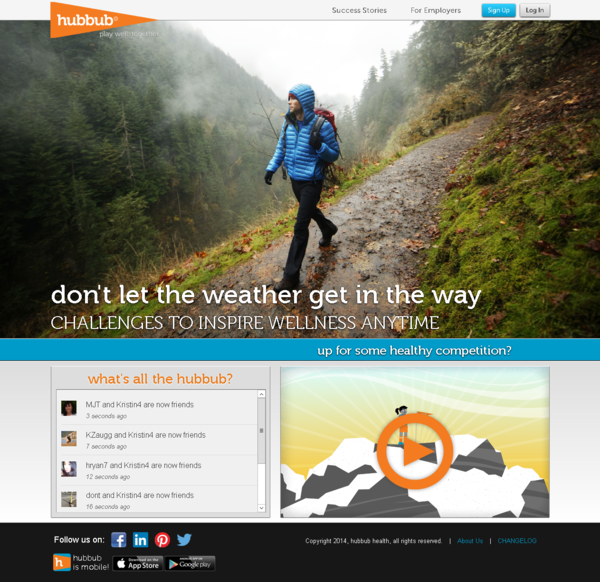 hubbub®
play well together
Success Stories
For Employers
Sign Up
Log In
don't let the weather get in the way
CHALLENGES TO INSPIRE WELLNESS ANYTIME
up for some healthy competition?
what's all the hubbub?
MJT and Kristin4 are now friends
3 seconds ago
KZaugg and Kristin4 are now friends
7 seconds ago
hryan7 and Kristin4 are now friends
12 seconds ago
dont and Kristin4 are now friends
16 seconds ago
Follow us on:
Copyright 2014, hubbub health, all rights reserved. | About Us | CHANGELOG
h
hubbub
is mobile!
App Store
Google play